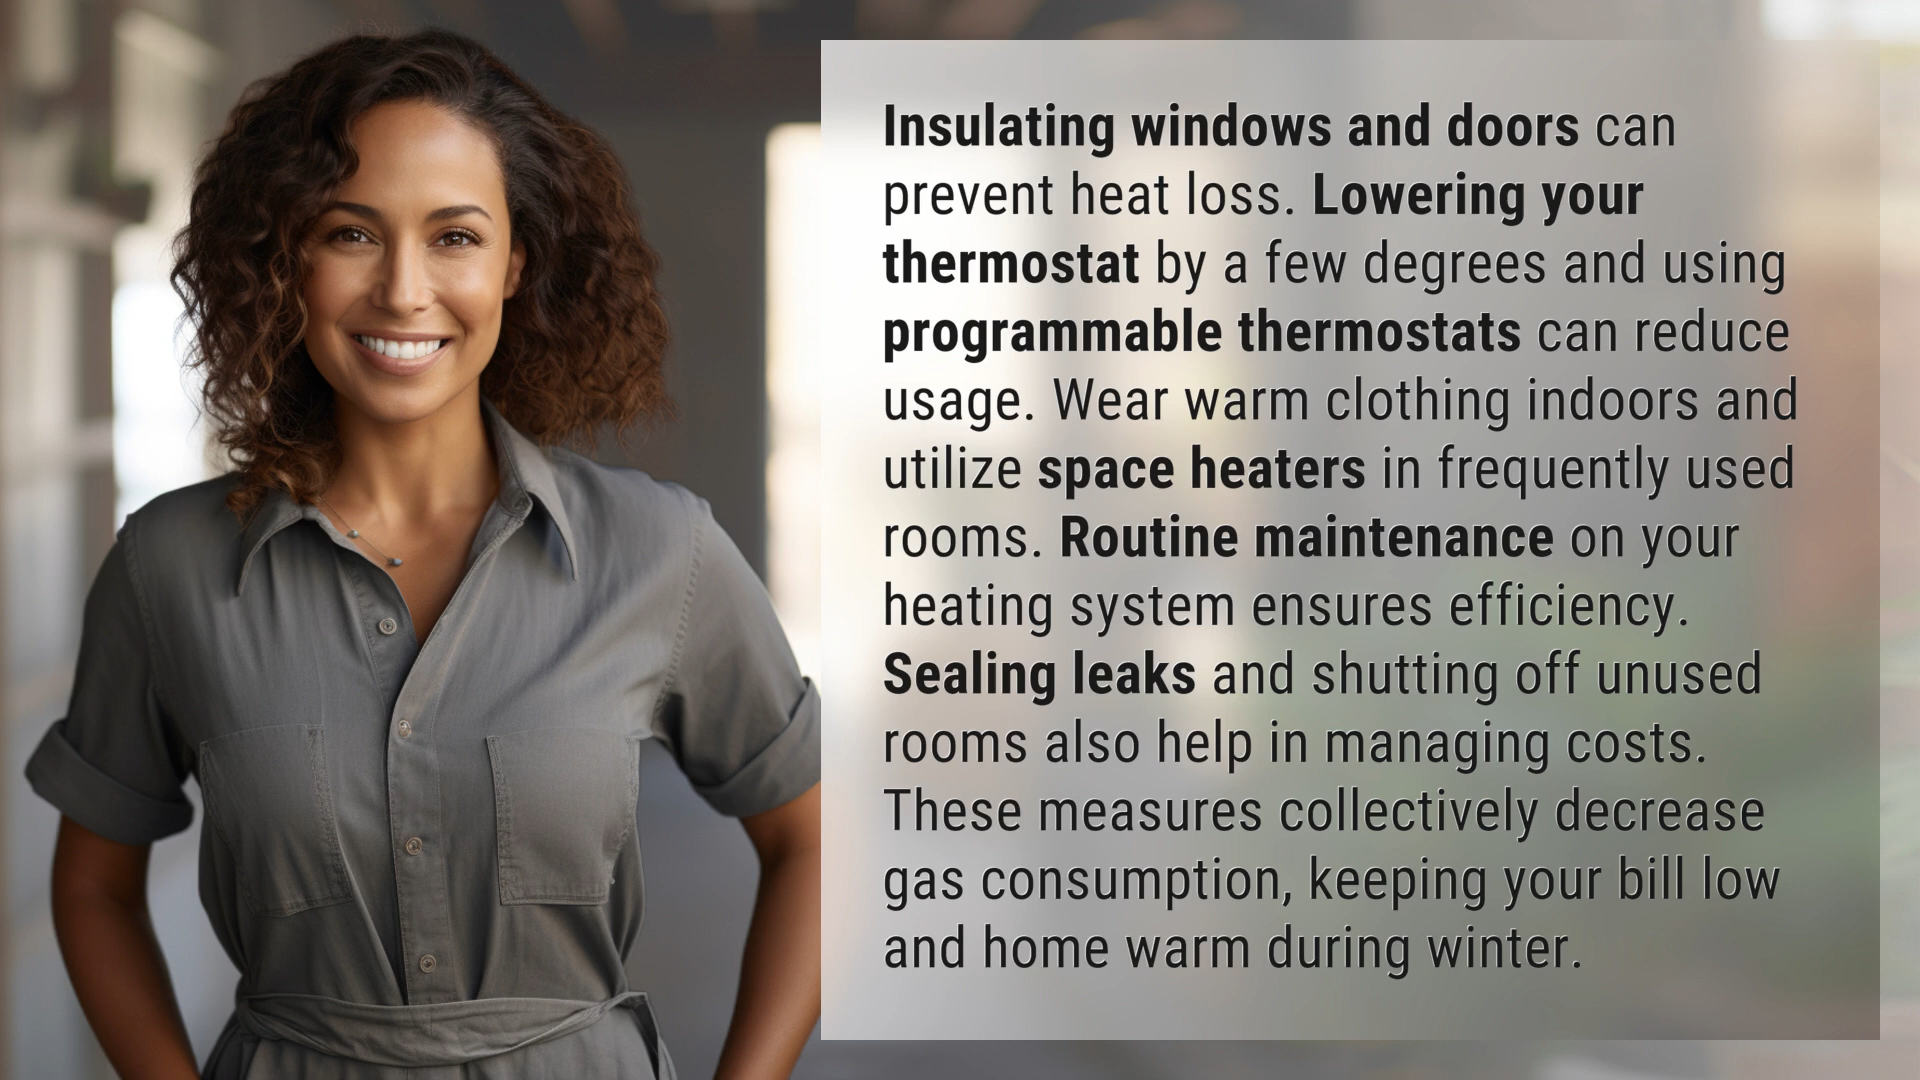 Insulating windows and doors can
prevent heat loss. Lowering your
thermostat by a few degrees and using
programmable thermostats can reduce
usage. Wear warm clothing indoors and
utilize space heaters in frequently used
rooms. Routine maintenance on your
heating system ensures efficiency.
Sealing leaks and shutting off unused
rooms also help in managing costs.
These measures collectively decrease
gas consumption, keeping your bill low
and home warm during winter.